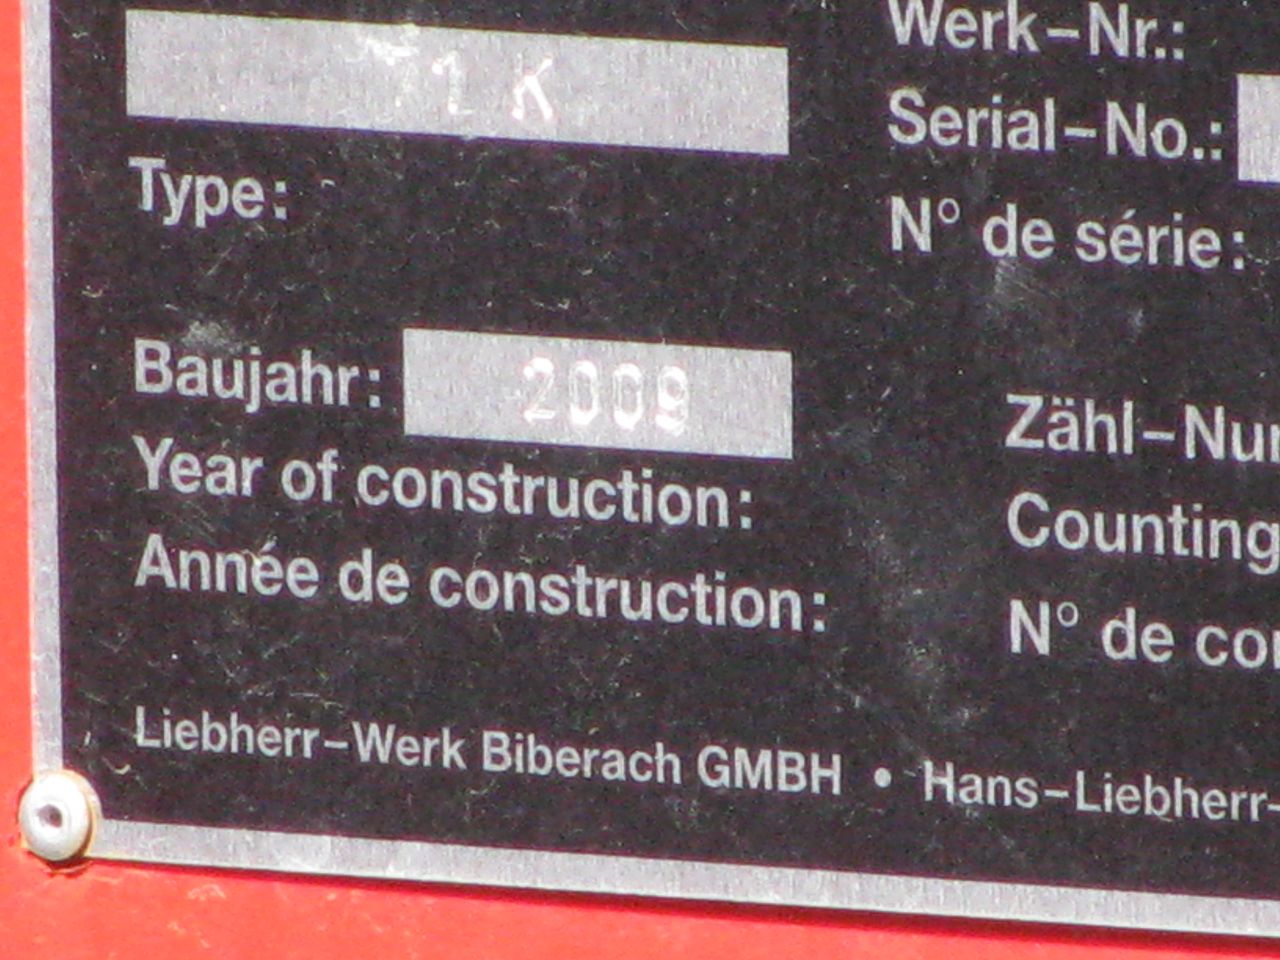 1 K
Werk-Nr.:
Serial-No.:
N° de série:
Type:
Baujahr: 2009
Year of construction:
Année de construction:
Zähl-Nu
Counting
N° de co
Liebherr-Werk Biberach GMBH • Hans-Liebherr-